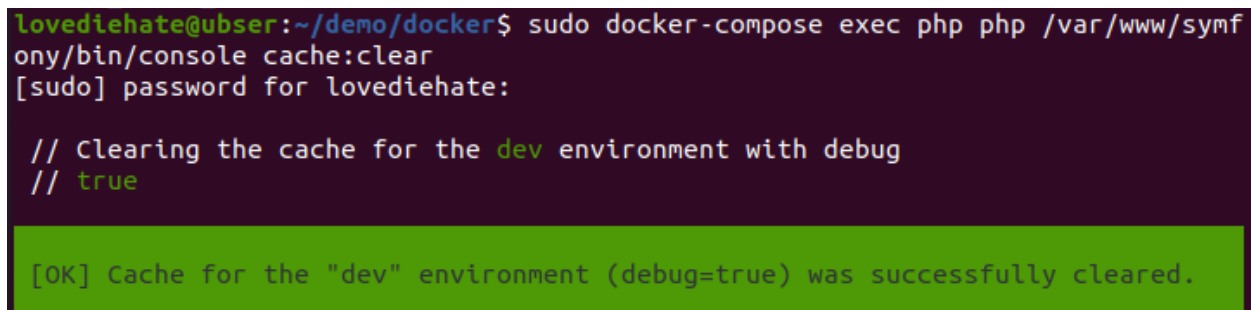 lovediehate@ubser:~/demo/docker$ sudo docker-compose exec php php /var/www/symf
ony/bin/console cache:clear
[sudo] password for lovediehate:
// Clearing the cache for the dev environment with debug
// true
[OK] Cache for the "dev" environment (debug=true) was successfully cleared.